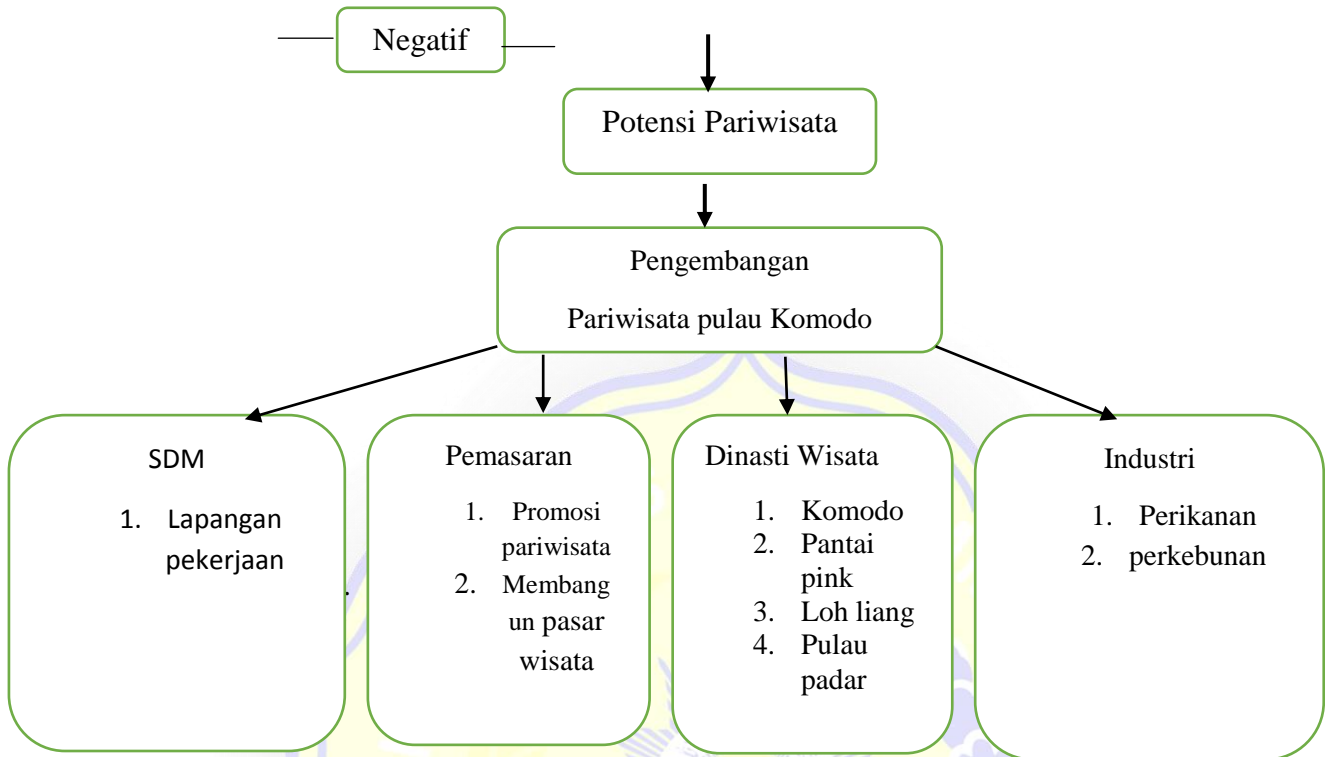 Negatif
Potensi Pariwisata
Pengembangan
Pariwisata pulau Komodo
SDM
1. Lapangan
pekerjaan
.
Pemasaran
1. Promosi
pariwisata
2. Membang
un pasar
wisata
Dinasti Wisata
1. Komodo
2. Pantai
pink
3. Loh liang
4. Pulau
padar
Industri
1. Perikanan
2. perkebunan